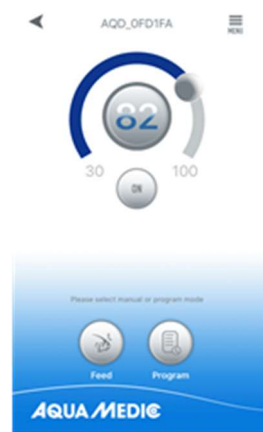 AQD_0FD1FA
MENU
82
30 100
ON
Please select manual or program mode
Feed Program
AQUA MEDIC